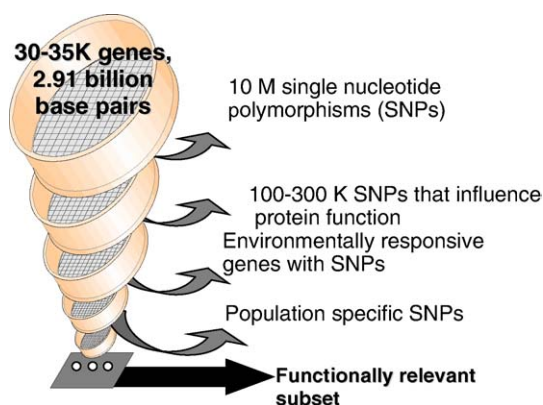 30-35K genes,
2.91 billion
base pairs
10 M single nucleotide
polymorphisms (SNPs)
100-300 K SNPs that influence
protein function
Environmentally responsive
genes with SNPs
Population specific SNPs
Functionally relevant
subset